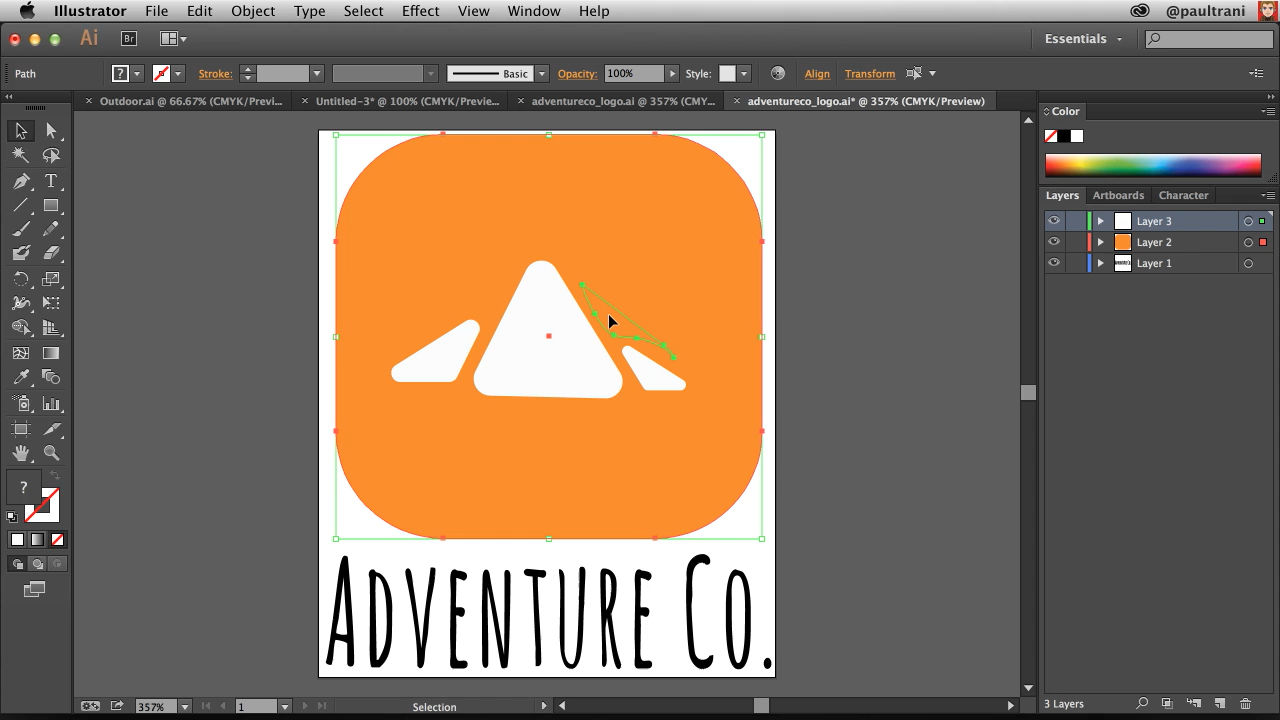 Illustrator File Edit Object Type Select Effect View Window Help @paultrani
Ai Br Essentials
Path ? Stroke: Basic Opacity: 100% Style: Align Transform
Outdoor.ai @ 66.67% (CMYK/Previ... Untitled-3* @ 100% (CMYK/Previe... adventureco_logo.ai @ 357% (CMY... adventureco_logo.ai* @ 357% (CMYK/Preview)
Color
Layers Artboards Character
Layer 3
Layer 2
Layer 1
T
?
ADVENTURE CO.
3 Layers
357% 1 Selection